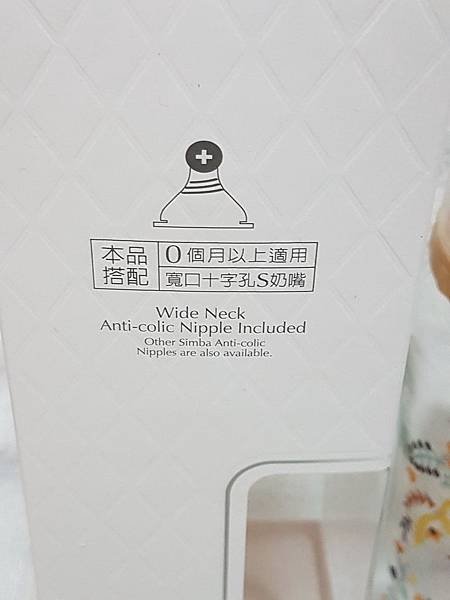 本品
搭配
0個月以上適用
寬口十字孔S奶嘴
Wide Neck
Anti-colic Nipple Included
Other Simba Anti-colic
Nipples are also available.